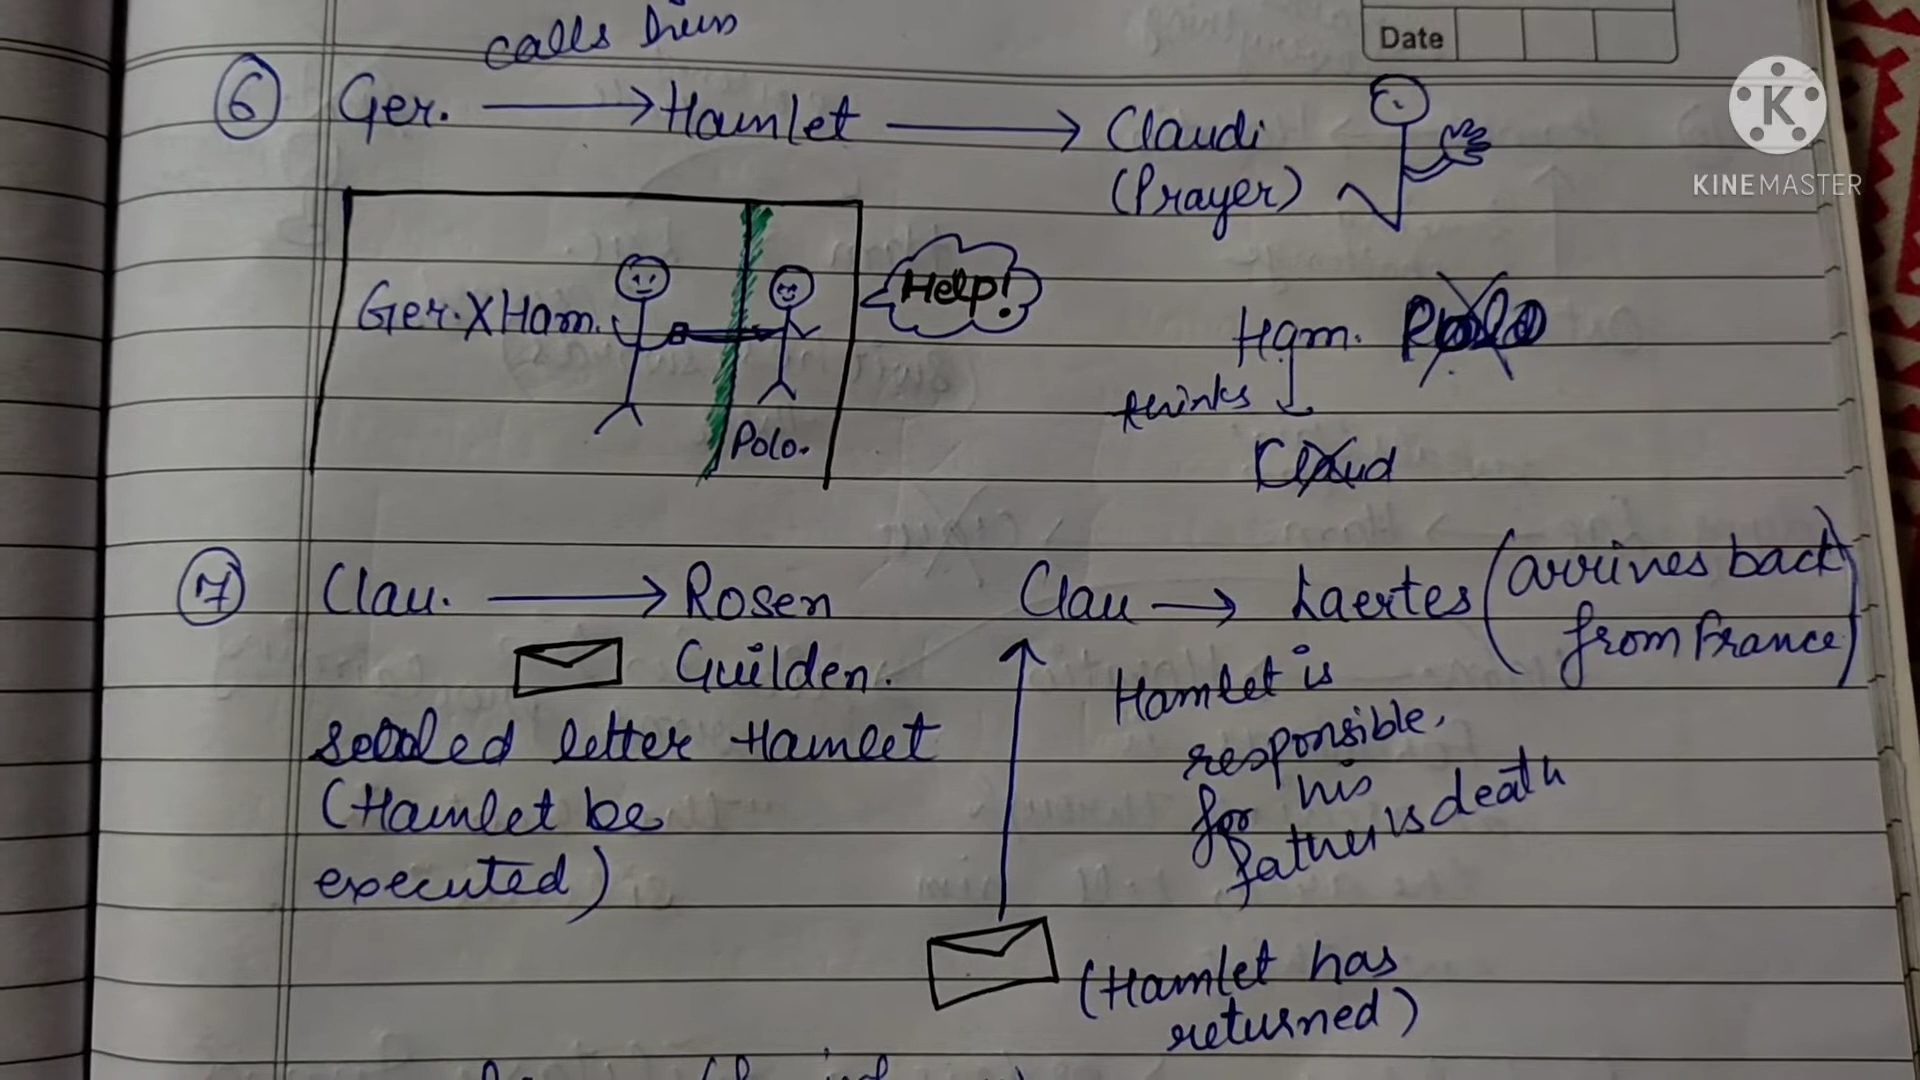 calls him
Date
K
KINEMASTER
6 Ger. → Hamlet → Claudi
(Prayer)
Ger. X Ham.
Help!
Polo.
Ham. Polo
thinks
Claud
7 Clau. → Rosen
Guilden.
sealed letter Hamlet
(Hamlet be
executed)
Clau → Laertes (arrives back
from France)
Hamlet is
responsible.
for his
father's death
(Hamlet has
returned)